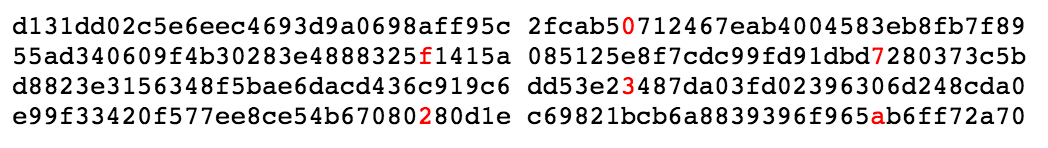 d131dd02c5e6eec4693d9a0698aff95c 2fcab50712467eab4004583eb8fb7f89
55ad340609f4b30283e4888325f1415a 085125e8f7cdc99fd91dbd7280373c5b
d8823e3156348f5bae6dacd436c919c6 dd53e23487da03fd02396306d248cda0
e99f33420f577ee8ce54b67080280d1e c69821bcb6a8839396f965ab6ff72a70